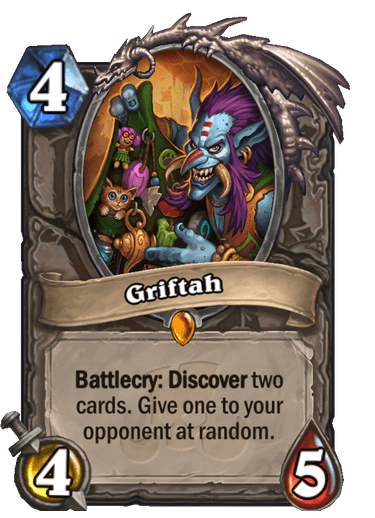 4
Griftah
Battlecry: Discover two
cards. Give one to your
opponent at random.
4
5